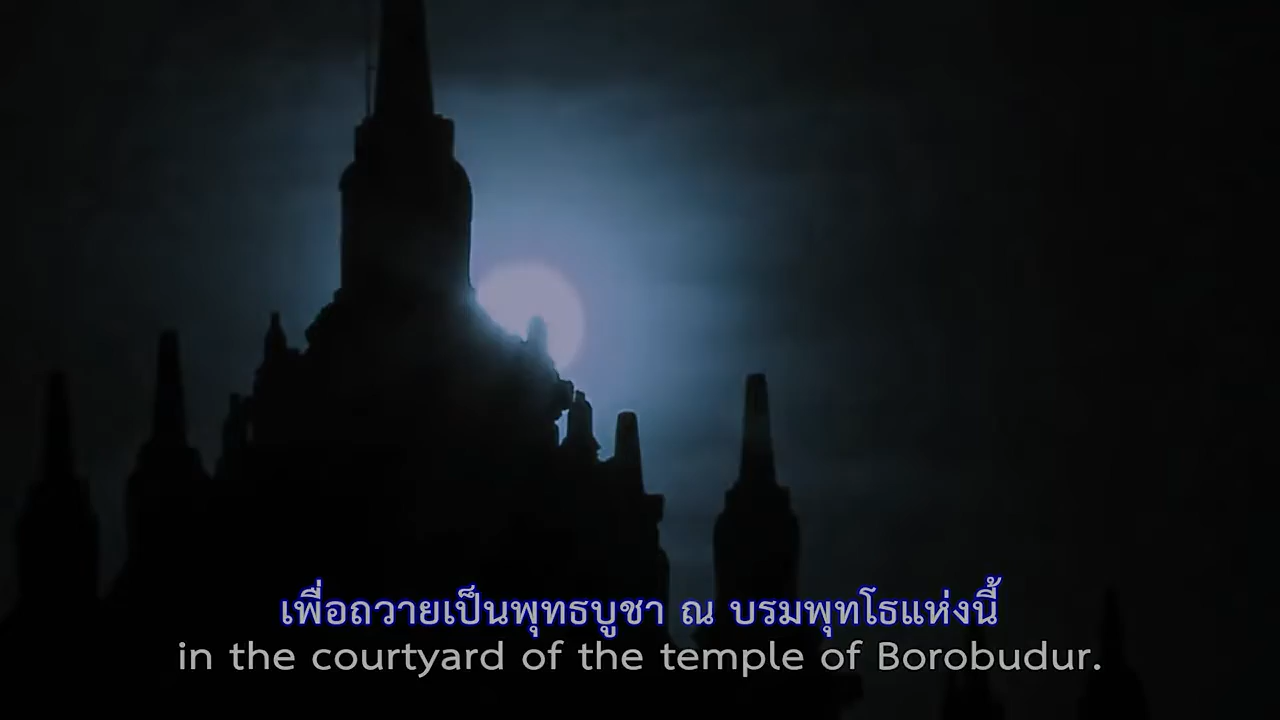 เพื่อถวายเป็นพุทธบูชา ณ บรมพุทโธแห่งนี้
in the courtyard of the temple of Borobudur.